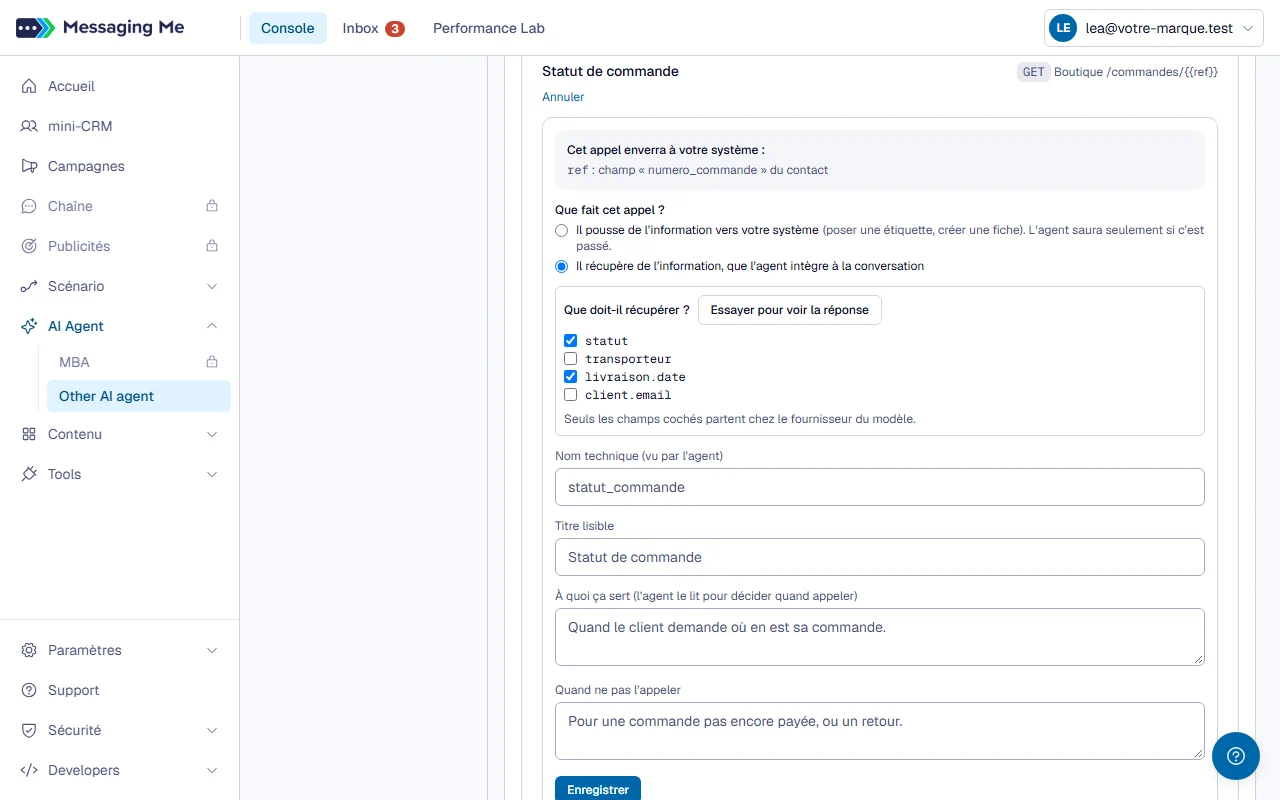 Messaging Me
Console
Inbox 3
Performance Lab
LE lea@votre-marque.test
Accueil
mini-CRM
Campagnes
Chaîne
Publicités
Scénario
AI Agent
MBA
Other AI agent
Contenu
Tools
Paramètres
Support
Sécurité
Developers
Statut de commande
GET Boutique /commandes/{{ref}}
Annuler
Cet appel enverra à votre système :
ref : champ « numero_commande » du contact
Que fait cet appel ?
Il pousse de l'information vers votre système (poser une étiquette, créer une fiche). L'agent saura seulement si c'est
passé.
Il récupère de l'information, que l'agent intègre à la conversation
Que doit-il récupérer ? Essayer pour voir la réponse
statut
transporteur
livraison.date
client.email
Seuls les champs cochés partent chez le fournisseur du modèle.
Nom technique (vu par l'agent)
statut_commande
Titre lisible
Statut de commande
À quoi ça sert (l'agent le lit pour décider quand appeler)
Quand le client demande où en est sa commande.
Quand ne pas l'appeler
Pour une commande pas encore payée, ou un retour.
Enregistrer